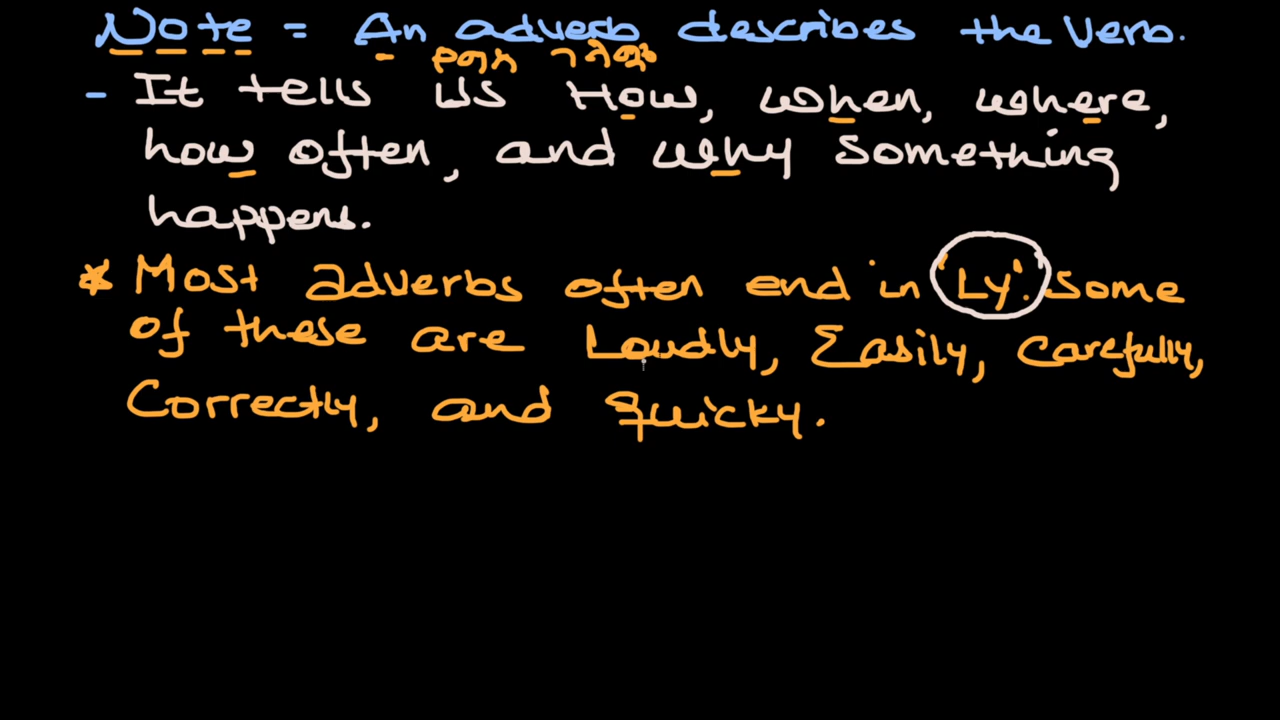 Note = An adverb describes the Verb.
- It tells us How, when, where,
how often, and why something
happens.
* Most adverbs often end in 'Ly'. Some
of these are Loudly, Easily, Carefully,
Correctly, and quicky.